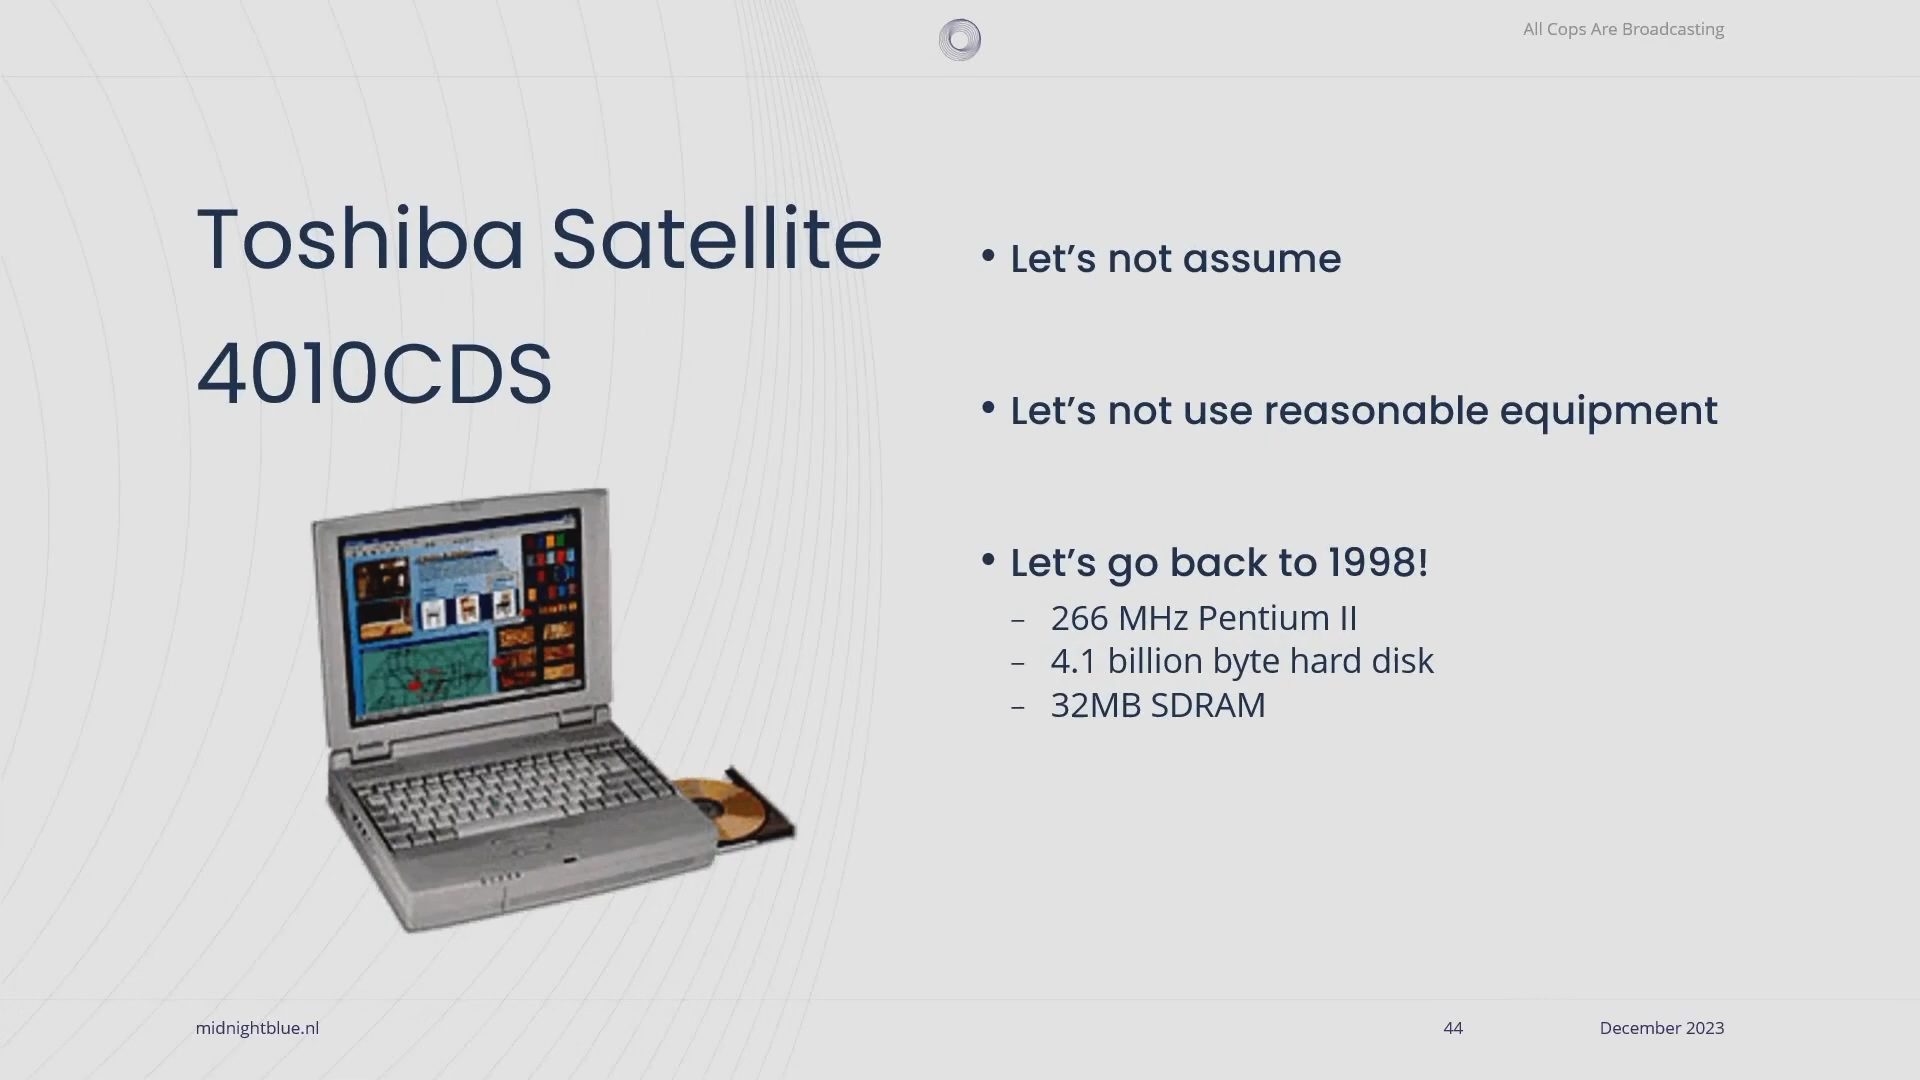 All Cops Are Broadcasting
Toshiba Satellite
4010CDS
• Let’s not assume
• Let’s not use reasonable equipment
• Let’s go back to 1998!
– 266 MHz Pentium II
– 4.1 billion byte hard disk
– 32MB SDRAM
midnightblue.nl
44
December 2023